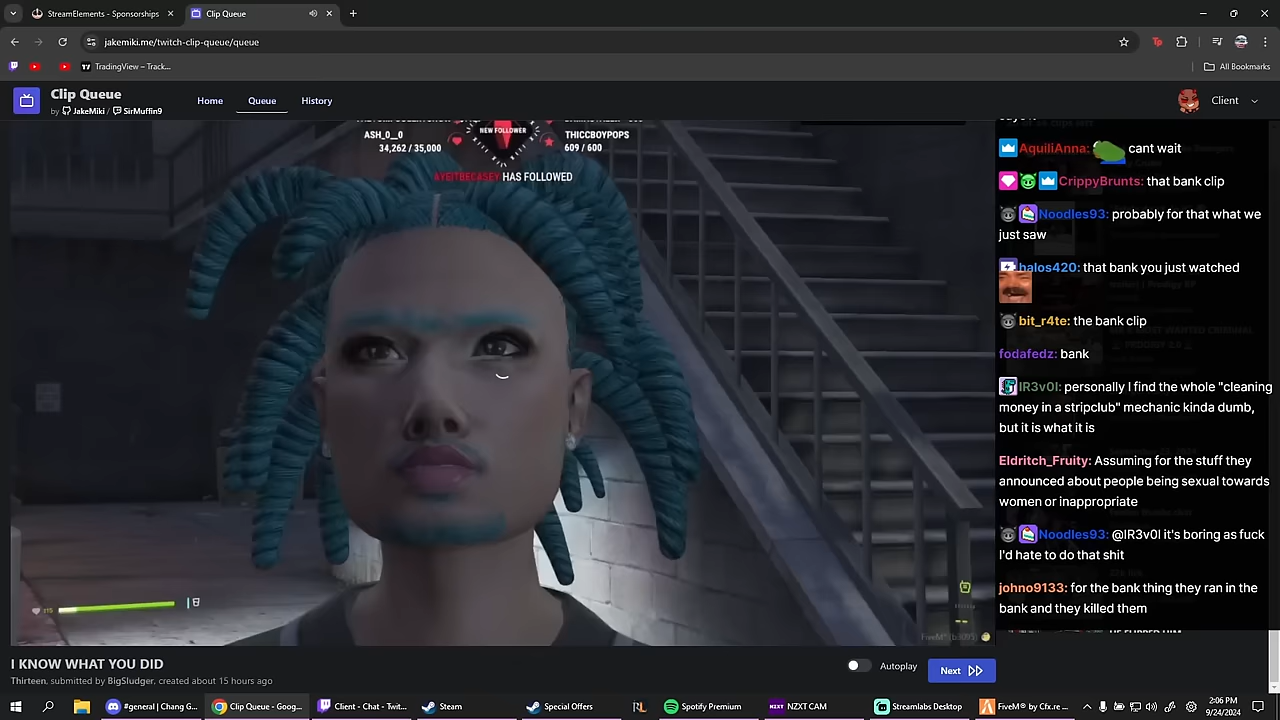 StreamElements - Sponsorships
Clip Queue
jakemiki.me/twitch-clip-queue/queue
TradingView – Track...
All Bookmarks
Clip Queue
by JakeMiki / SirMuffin9
Home
Queue
History
Client
ASH_0__0
34,262 / 35,000
NEW FOLLOWER
THICCBOYPOPS
609 / 600
AYEITBECASEY HAS FOLLOWED
AquiliAnna: cant wait
CrippyBrunts: that bank clip
Noodles93: probably for that what we
just saw
halos420: that bank you just watched
bit_r4te: the bank clip
fodafedz: bank
IR3v0l: personally I find the whole "cleaning
money in a stripclub" mechanic kinda dumb,
but it is what it is
Eldritch_Fruity: Assuming for the stuff they
announced about people being sexual towards
women or inappropriate
Noodles93: @IR3v0l it's boring as fuck
I'd hate to do that shit
johno9133: for the bank thing they ran in the
bank and they killed them
FiveM® (b3095)
I KNOW WHAT YOU DID
Thirteen, submitted by BigSludger, created about 15 hours ago
Autoplay
Next
#general | Chang G...
Clip Queue - Goog...
Client - Chat - Twi...
Steam
Special Offers
RL
Spotify Premium
NZXT CAM
Streamlabs Desktop
FiveM® by Cfx.re ...
2:06 PM
9/24/2024